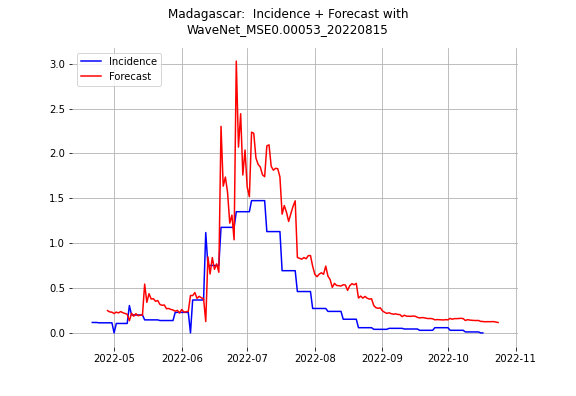 Madagascar:  Incidence + Forecast with
WaveNet_MSE0.00053_20220815
Incidence
Forecast
3.0
2.5
2.0
1.5
1.0
0.5
0.0
2022-05 2022-06 2022-07 2022-08 2022-09 2022-10 2022-11